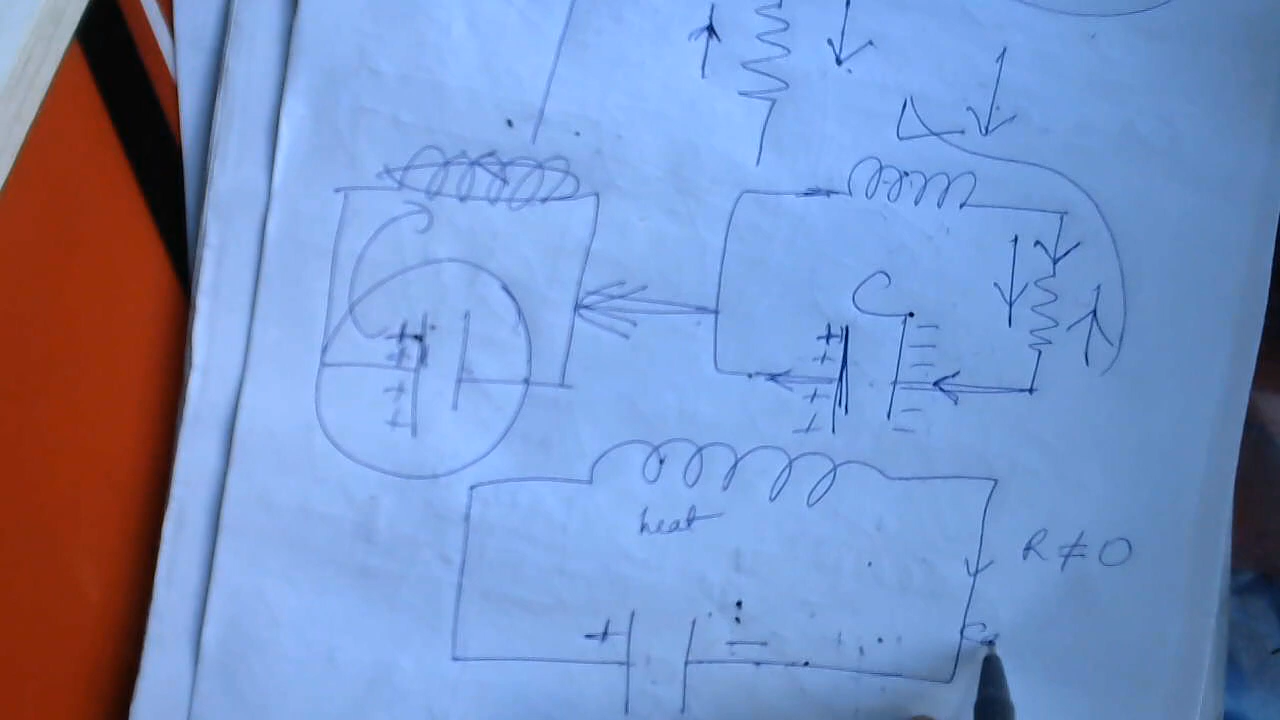 C
+ −
+ −
+ −
+ −
heat
R ≠ 0
+ −